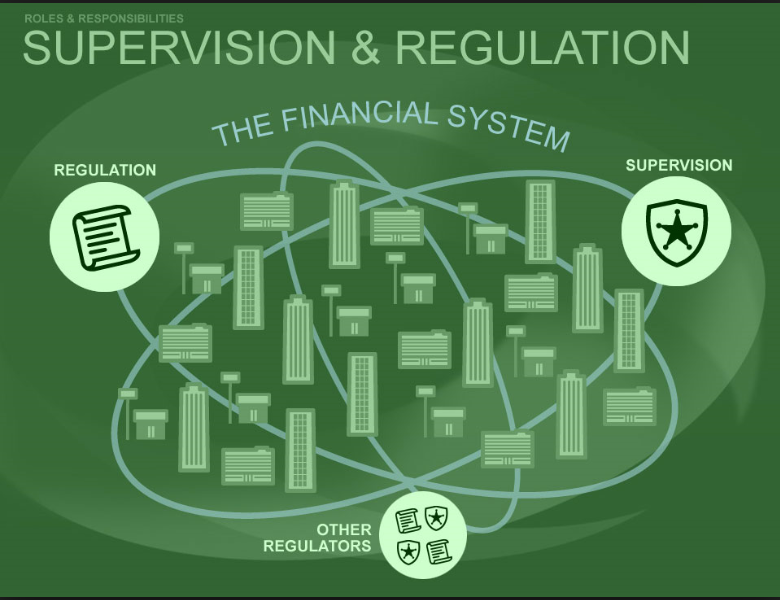 ROLES & RESPONSIBILITIES
SUPERVISION & REGULATION
THE FINANCIAL SYSTEM
REGULATION
SUPERVISION
OTHER
REGULATORS